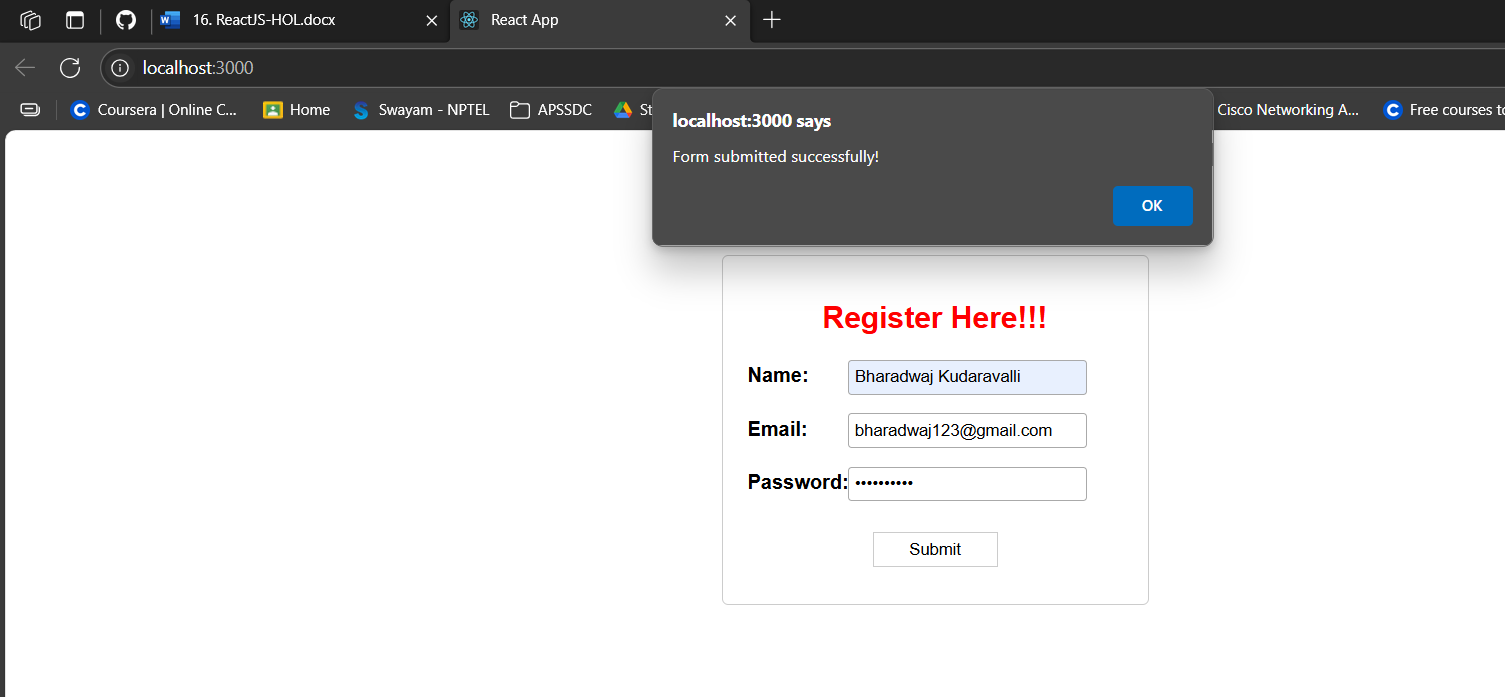 16. ReactJS-HOL.docx
React App
localhost:3000
Coursera | Online C...
Home
Swayam - NPTEL
APSSDC
St
Cisco Networking A...
Free courses to
localhost:3000 says
Form submitted successfully!
OK
Register Here!!!
Name:
Bharadwaj Kudaravalli
Email:
bharadwaj123@gmail.com
Password:
••••••••••
Submit